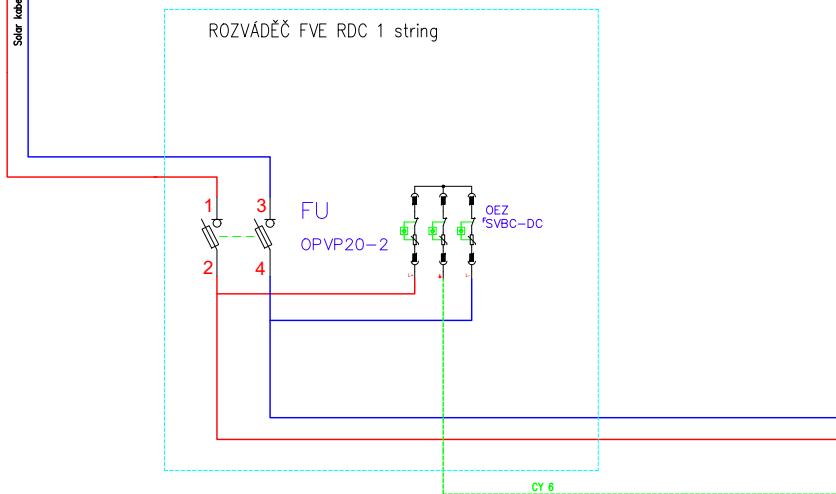 Solar kabe
ROZVÁDĚČ FVE RDC 1 string
1
3
FU
OPVP20-2
2
4
OEZ
SVBC-DC
L+
L-
CY 6